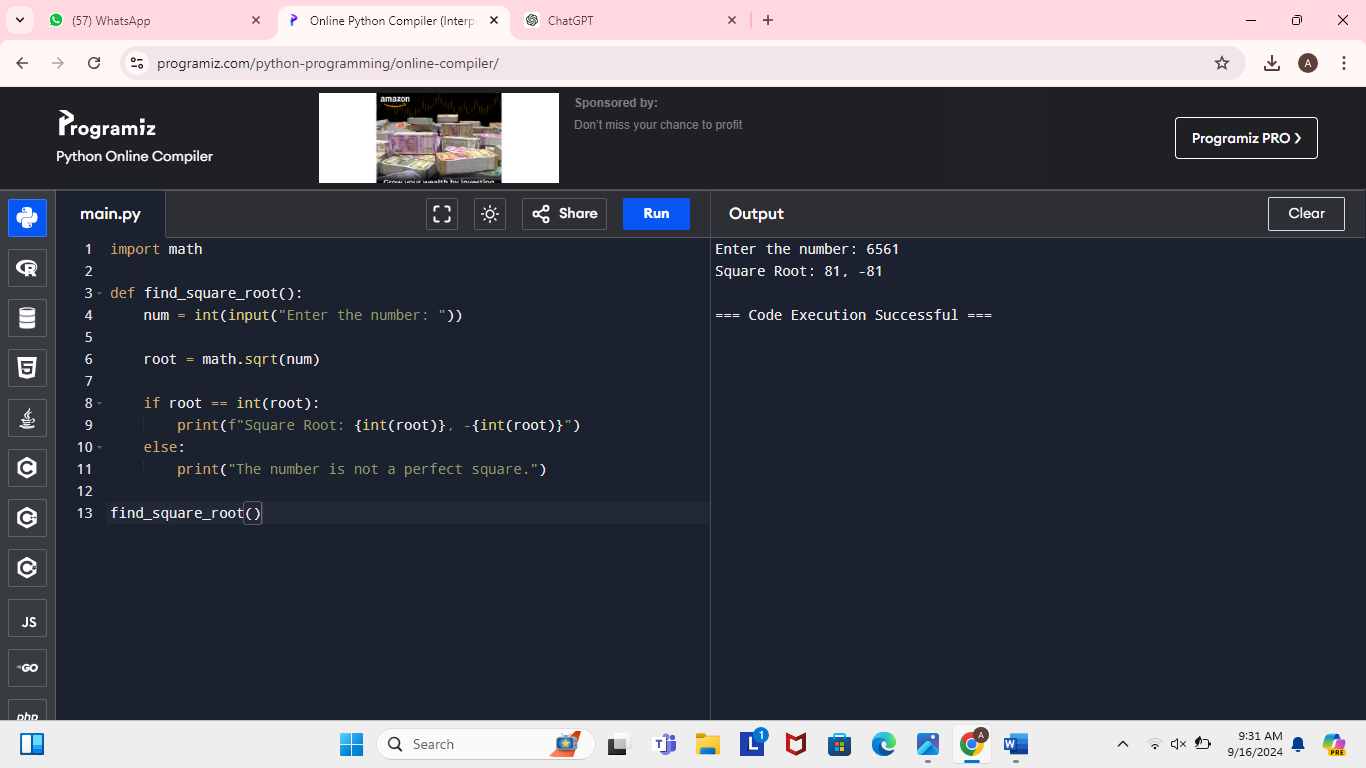 (57) WhatsApp
Online Python Compiler (Interp
ChatGPT
programiz.com/python-programming/online-compiler/
A
amazon
Grow your wealth by investing
Sponsored by:
Don't miss your chance to profit
Programiz
Python Online Compiler
Programiz PRO
main.py
Share
Run
Output
Clear
1 import math
2
3 def find_square_root():
4 num = int(input("Enter the number: "))
5
6 root = math.sqrt(num)
7
8 if root == int(root):
9 print(f"Square Root: {int(root)}, -{int(root)}")
10 else:
11 print("The number is not a perfect square.")
12
13 find_square_root()
Enter the number: 6561
Square Root: 81, -81
=== Code Execution Successful ===
R
5
C
C
C
JS
GO
php
Search
L
1
A
W
9:31 AM
9/16/2024
PRE